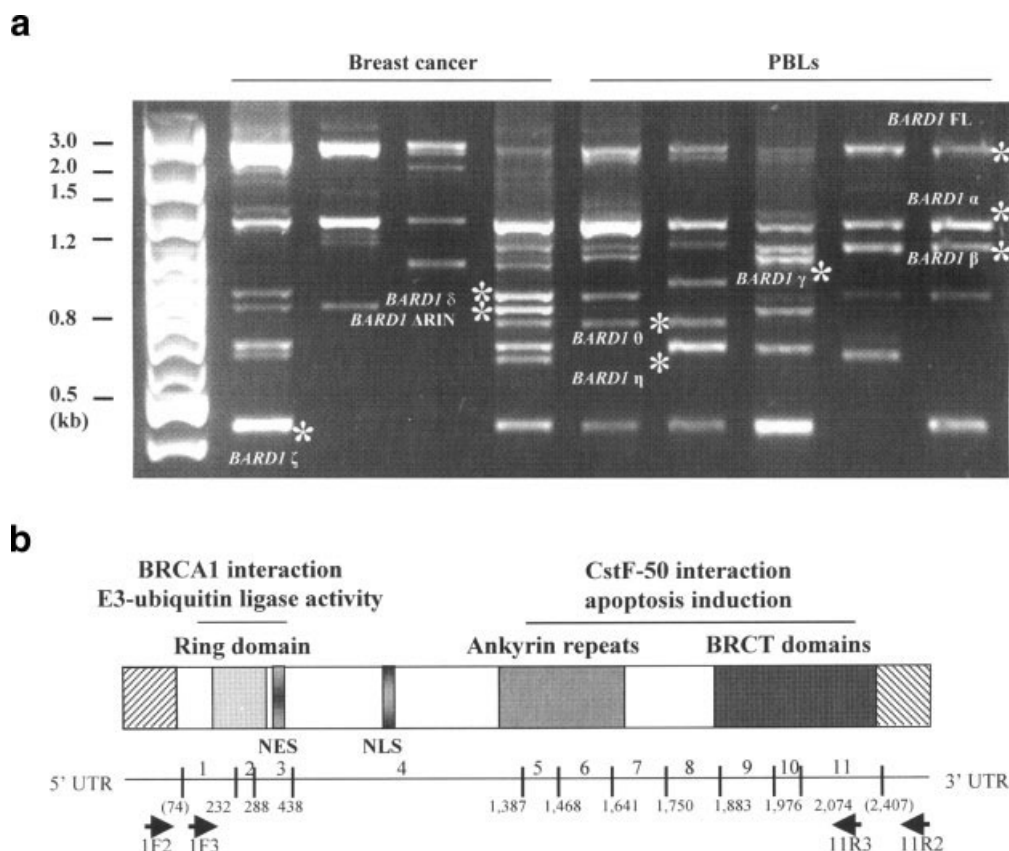 a
Breast cancer PBLs
3.0
2.0
1.5
1.2
0.8
0.5
(kb)
BARD1 FL
*
BARD1 α
*
BARD1 β
*
BARD1 γ
*
BARD1 δ
*
BARD1 ΔRIN
*
BARD1 θ
*
BARD1 η
*
*
BARD1 ζ
b
BRCA1 interaction
E3-ubiquitin ligase activity
CstF-50 interaction
apoptosis induction
Ring domain Ankyrin repeats BRCT domains
NES NLS
5' UTR 1 2 3 4 5 6 7 8 9 10 11 3' UTR
(74) 232 288 438 1,387 1,468 1,641 1,750 1,883 1,976 2,074 (2,407)
1F2 1F3 11R3 11R2